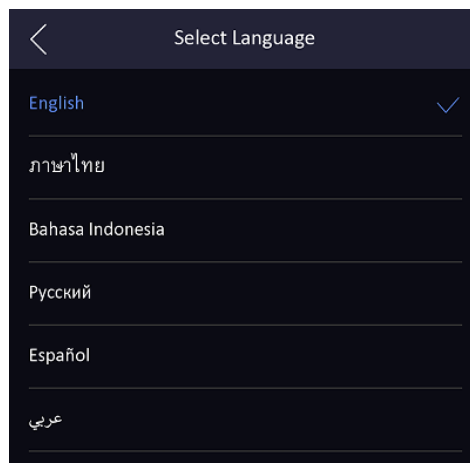 Select Language
English
ภาษาไทย
Bahasa Indonesia
Русский
Español
عربي